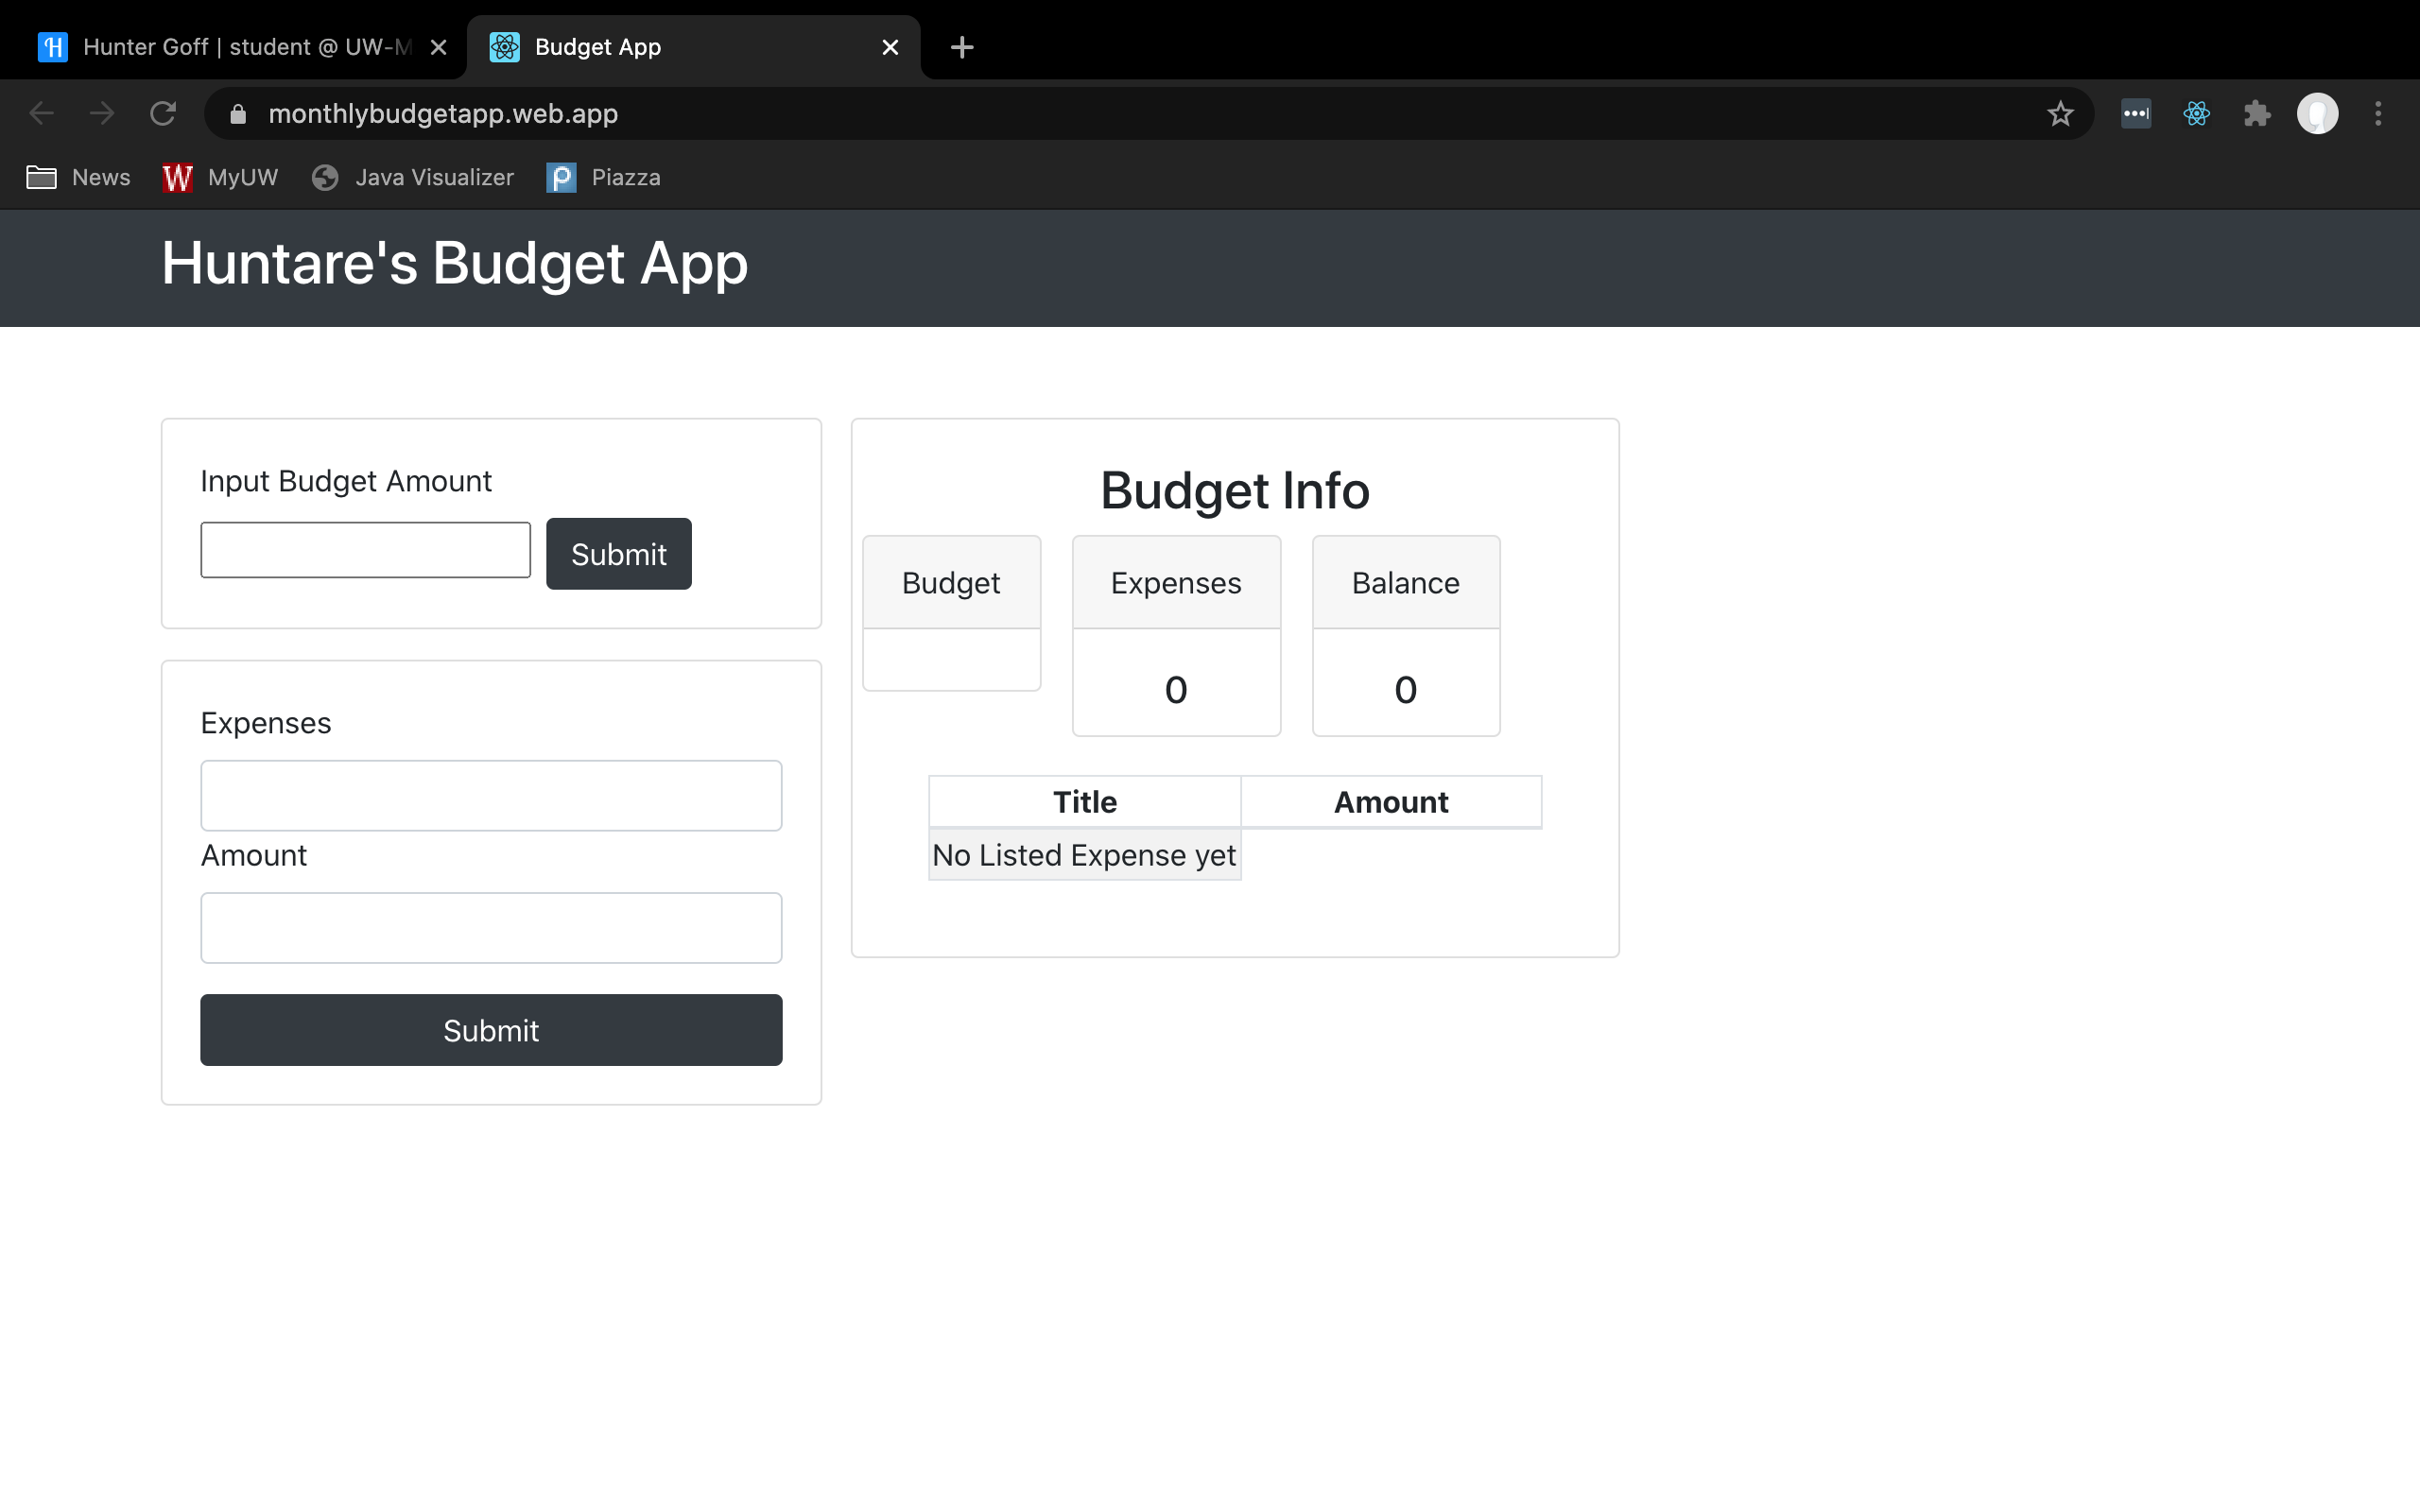 Hunter Goff | student @ UW-M
Budget App
monthlybudgetapp.web.app
News
MyUW
Java Visualizer
Piazza
Huntare's Budget App
Input Budget Amount
Submit
Expenses
Amount
Submit
Budget Info
Budget Expenses Balance
0 0
Title Amount
No Listed Expense yet